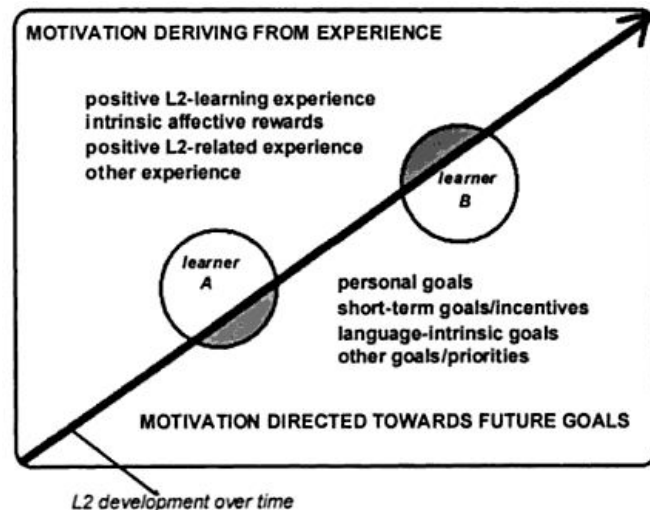 MOTIVATION DERIVING FROM EXPERIENCE
positive L2-learning experience
intrinsic affective rewards
positive L2-related experience
other experience
learner
B
learner
A
personal goals
short-term goals/incentives
language-intrinsic goals
other goals/priorities
MOTIVATION DIRECTED TOWARDS FUTURE GOALS
L2 development over time